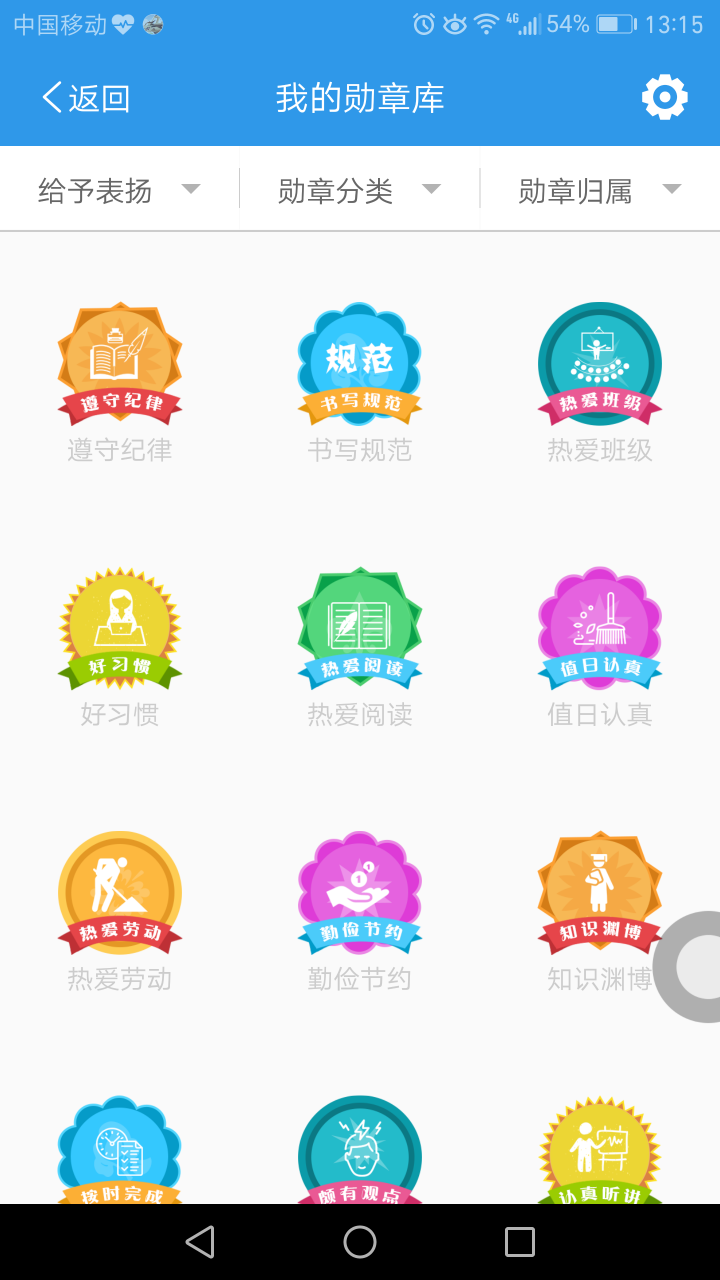 中国移动
4G
54%
13:15
返回
我的勋章库
给予表扬
勋章分类
勋章归属
遵守纪律
规范
书写规范
热爱班级
遵守纪律
书写规范
热爱班级
好习惯
热爱阅读
值日认真
好习惯
热爱阅读
值日认真
热爱劳动
1
1
勤俭节约
知识渊博
热爱劳动
勤俭节约
知识渊博
按时完成
颇有观点
认真听讲